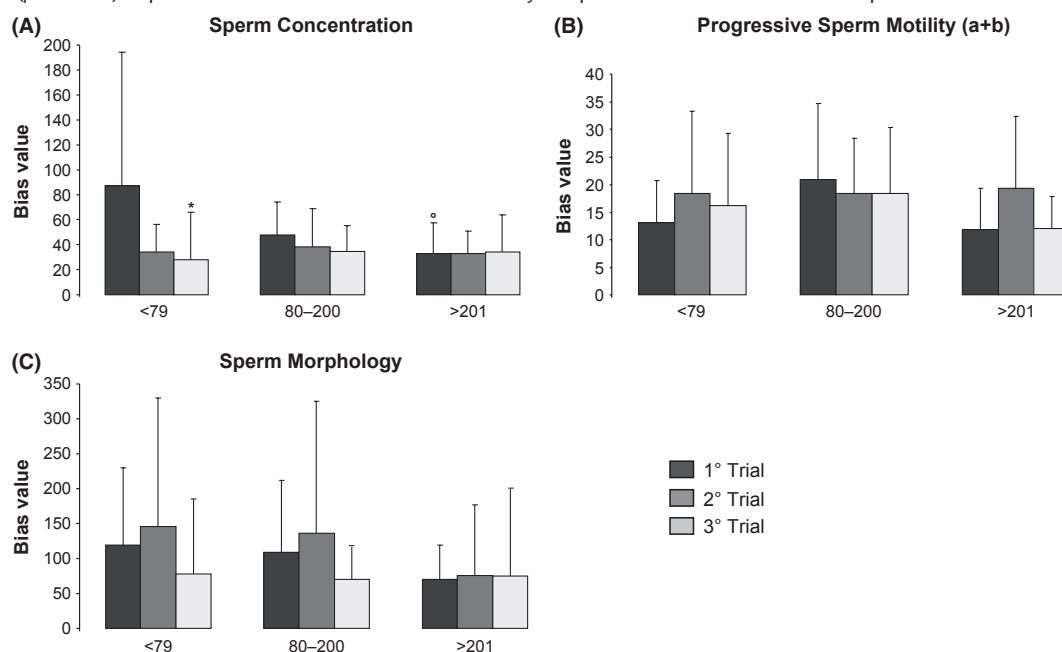 (A) Sperm Concentration
Bias value
200
180
160
140
120
100
80
60
40
20
0
*
°
<79 80–200 >201
(B) Progressive Sperm Motility (a+b)
Bias value
40
35
30
25
20
15
10
5
0
<79 80–200 >201
(C) Sperm Morphology
Bias value
350
300
250
200
150
100
50
0
<79 80–200 >201
1° Trial
2° Trial
3° Trial